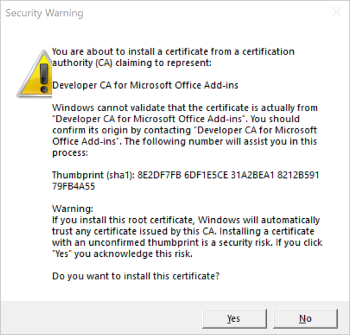 Security Warning
You are about to install a certificate from a certification
authority (CA) claiming to represent:
Developer CA for Microsoft Office Add-ins
Windows cannot validate that the certificate is actually from
"Developer CA for Microsoft Office Add-ins". You should
confirm its origin by contacting "Developer CA for Microsoft
Office Add-ins". The following number will assist you in this
process:
Thumbprint (sha1): 8E2DF7FB 6DF1E5CE 31A2BEA1 8212B591
79FB4A55
Warning:
If you install this root certificate, Windows will automatically
trust any certificate issued by this CA. Installing a certificate
with an unconfirmed thumbprint is a security risk. If you click
"Yes" you acknowledge this risk.
Do you want to install this certificate?
Yes
No